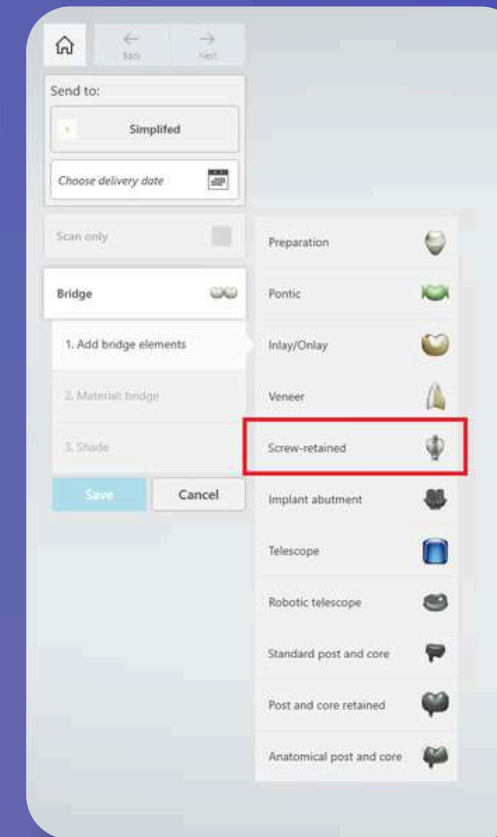 Back
Next
Send to:
Simplifed
Choose delivery date
Scan only
Bridge
1. Add bridge elements
2. Material: bridge
3. Shade
Save
Cancel
Preparation
Pontic
Inlay/Onlay
Veneer
Screw-retained
Implant abutment
Telescope
Robotic telescope
Standard post and core
Post and core retained
Anatomical post and core